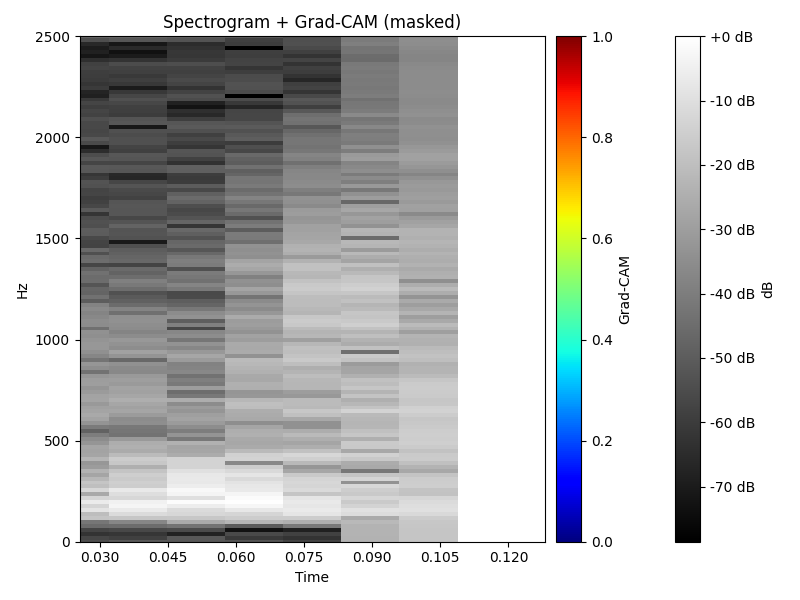 Spectrogram + Grad-CAM (masked)
2500
2000
1500
1000
500
0
Hz
0.030 0.045 0.060 0.075 0.090 0.105 0.120
Time
1.0
0.8
0.6
0.4
0.2
0.0
Grad-CAM
+0 dB
-10 dB
-20 dB
-30 dB
-40 dB
-50 dB
-60 dB
-70 dB
dB